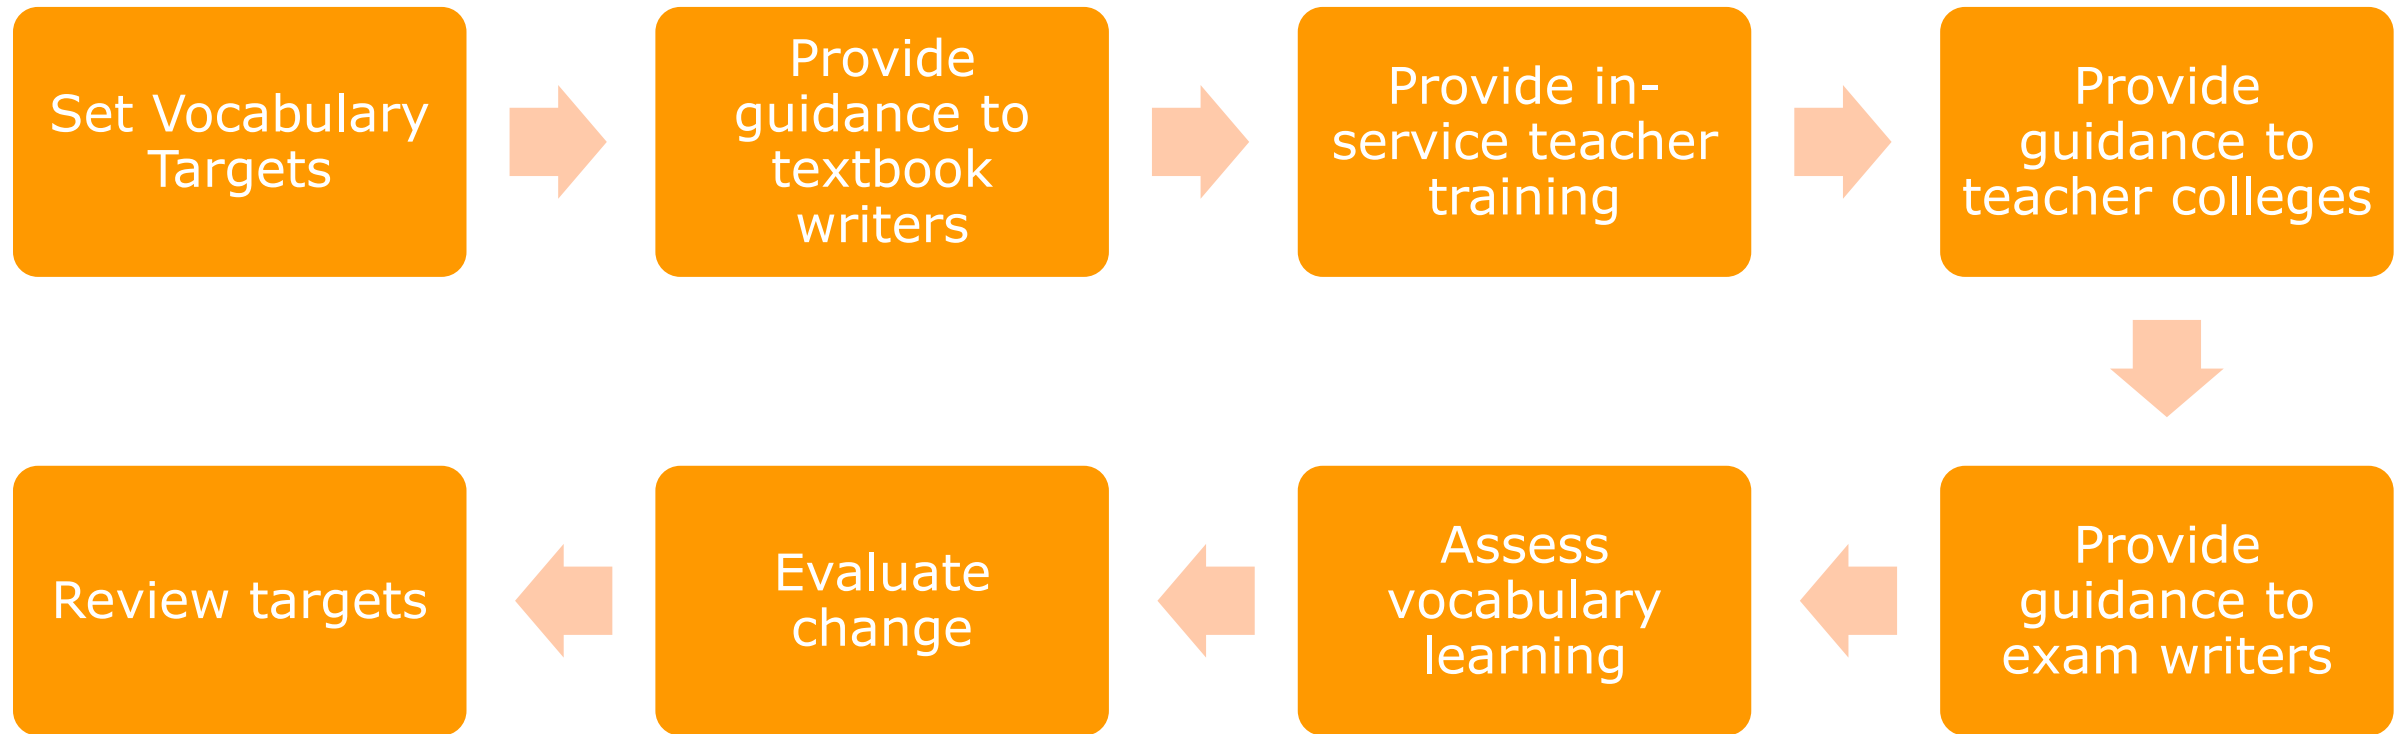 Set Vocabulary
Targets
Provide
guidance to
textbook
writers
Provide in-
service teacher
training
Provide
guidance to
teacher colleges
Provide
guidance to
exam writers
Assess
vocabulary
learning
Evaluate
change
Review targets